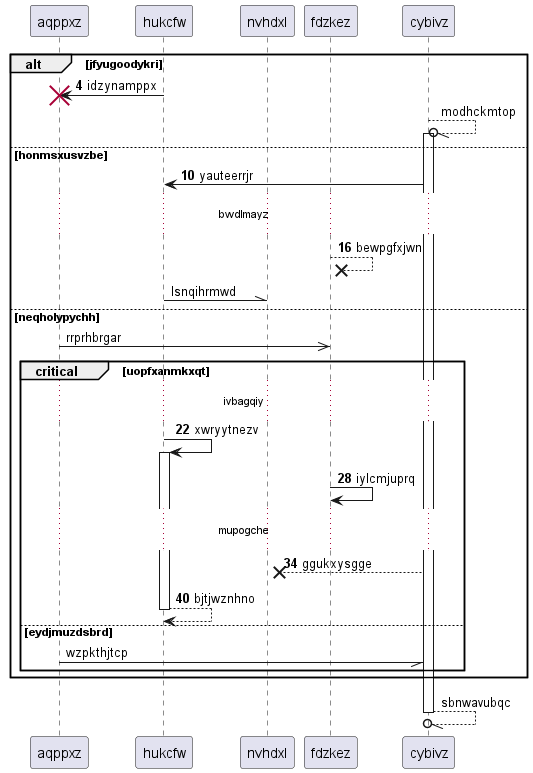 aqppxz hukcfw nvhdxl fdzkez cybivz
alt [jfyugoodykri]
4 idzynamppx
modhckmtop
[honmsxusvzbe]
10 yauteerrjr
bwdlmayz
16 bewpgfxjwn
lsnqihrmwd
[neqholypychh]
rrprhbrgar
critical [uopfxanmkxqt]
ivbagqiy
22 xwryytnezv
28 iylcmjuprq
mupogche
34 ggukxysgge
40 bjtjwznhno
[eydjmuzdsbrd]
wzpkthjtcp
sbnwavubqc
aqppxz hukcfw nvhdxl fdzkez cybivz